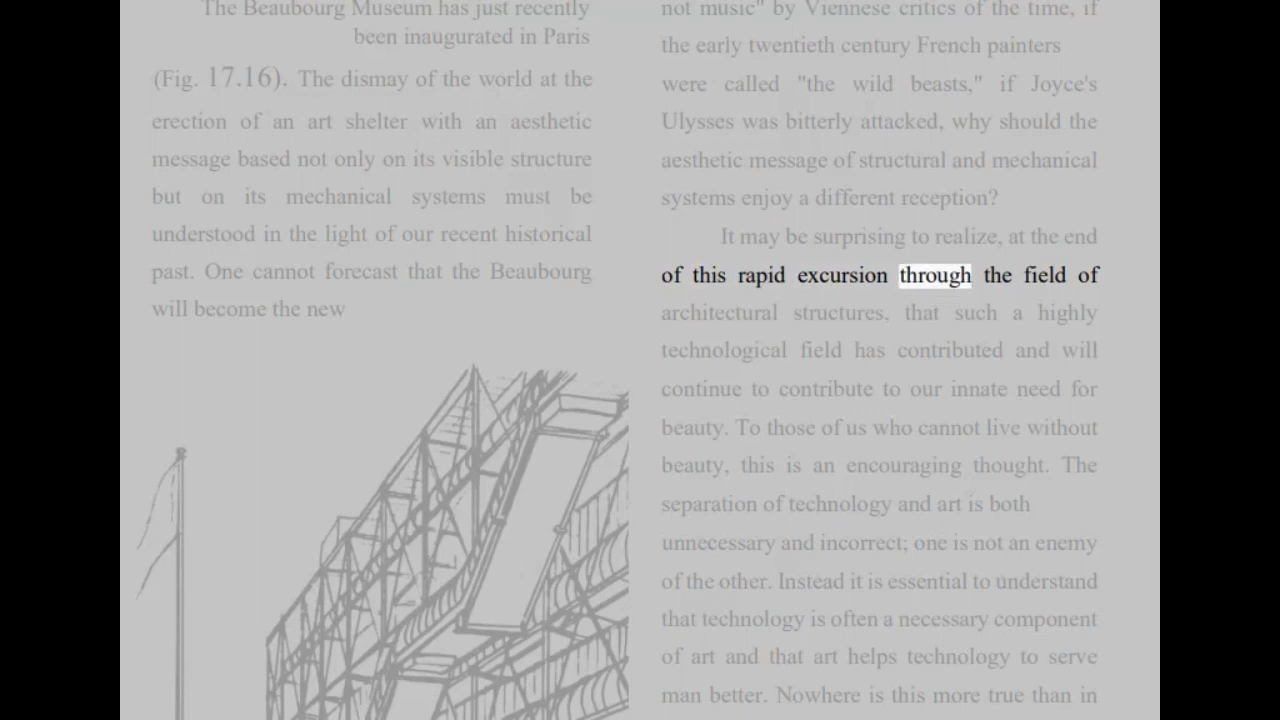 The Beaubourg Museum has just recently
been inaugurated in Paris
(Fig. 17.16). The dismay of the world at the
erection of an art shelter with an aesthetic
message based not only on its visible structure
but on its mechanical systems must be
understood in the light of our recent historical
past. One cannot forecast that the Beaubourg
will become the new
not music" by Viennese critics of the time, if
the early twentieth century French painters
were called "the wild beasts," if Joyce's
Ulysses was bitterly attacked, why should the
aesthetic message of structural and mechanical
systems enjoy a different reception?
It may be surprising to realize, at the end
of this rapid excursion through the field of
architectural structures, that such a highly
technological field has contributed and will
continue to contribute to our innate need for
beauty. To those of us who cannot live without
beauty, this is an encouraging thought. The
separation of technology and art is both
unnecessary and incorrect; one is not an enemy
of the other. Instead it is essential to understand
that technology is often a necessary component
of art and that art helps technology to serve
man better. Nowhere is this more true than in